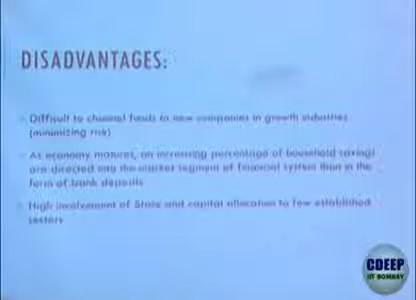 DISADVANTAGES:
Difficult to channel funds to new companies in growth industries
(minimizing risk)
As economy matures, an increasing percentage of household savings
are directed into the market segment of financial system than in the
form of bank deposits
High involvement of State and capital allocation to few established
sectors
CDEEP
IIT BOMBAY